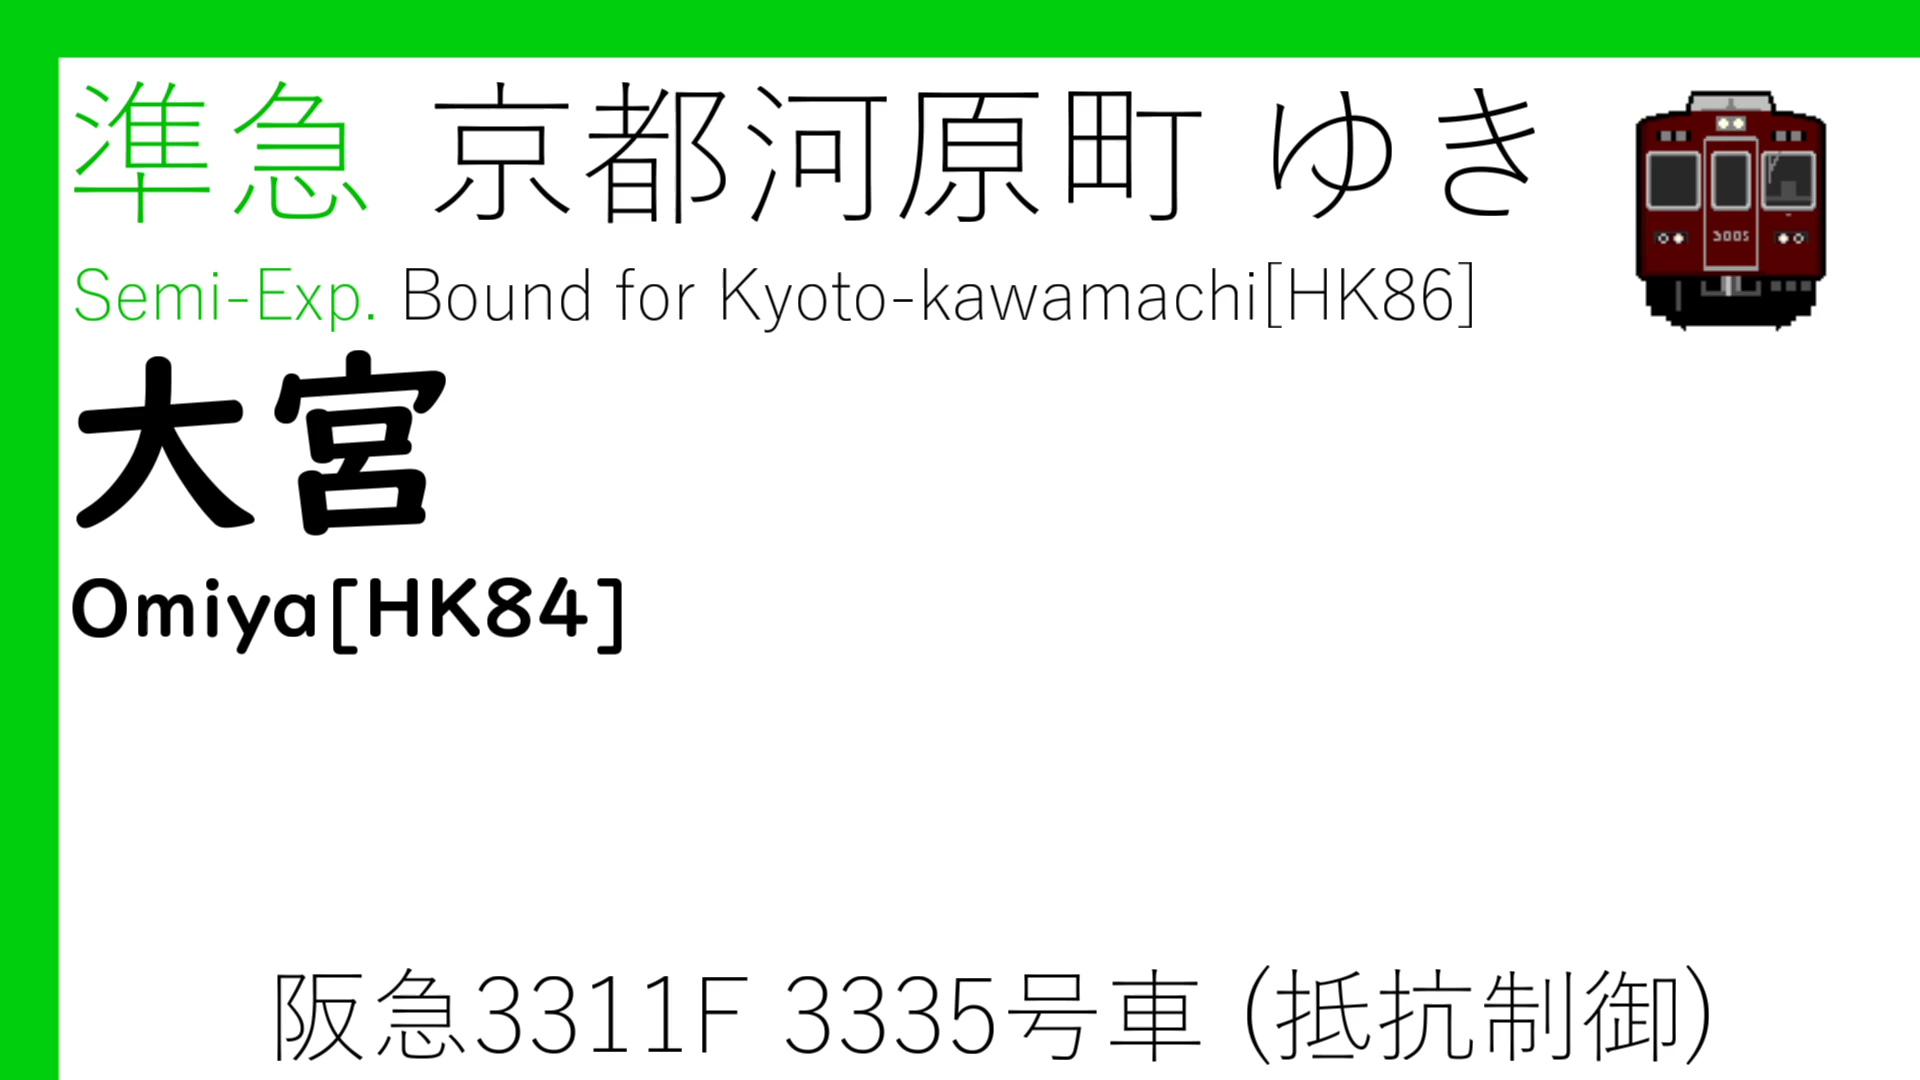 準急 京都河原町 ゆき
3005
Semi-Exp. Bound for Kyoto-kawamachi[HK86]
大宮
Omiya[HK84]
阪急3311F 3335号車 (抵抗制御)